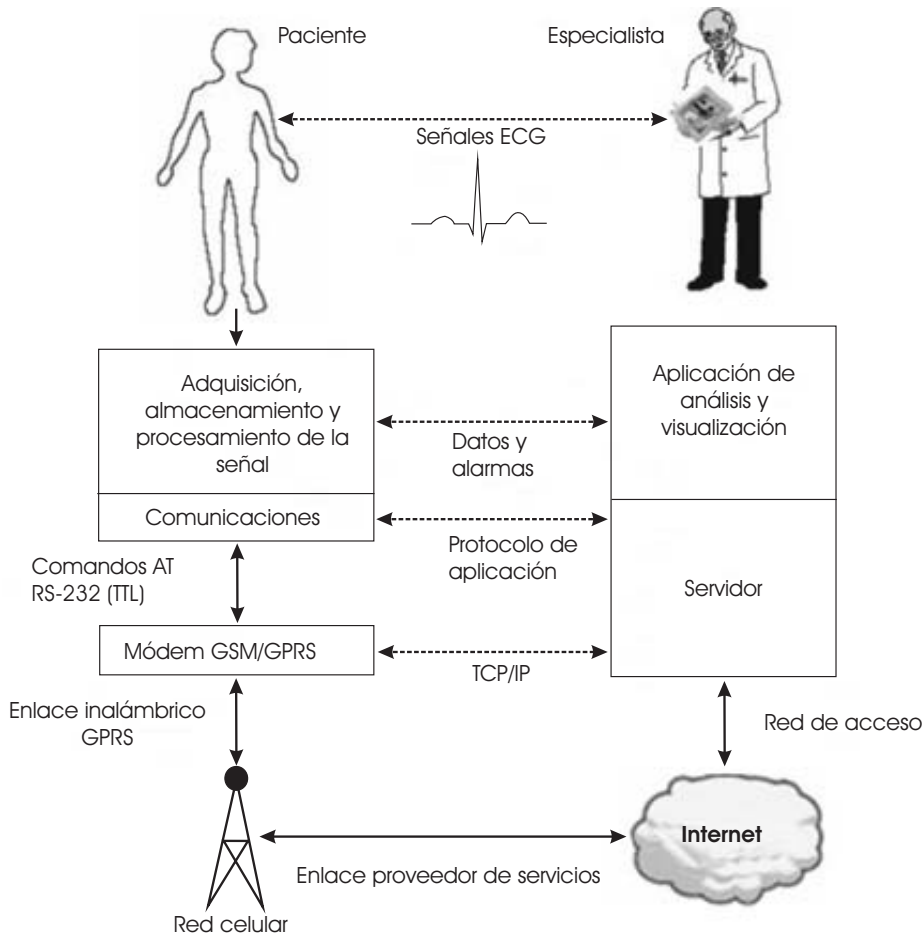 Paciente
Especialista
Señales ECG
Adquisición,
almacenamiento y
procesamiento de la
señal
Aplicación de
análisis y
visualización
Datos y
alarmas
Comunicaciones
Protocolo de
aplicación
Comandos AT
RS-232 (TTL)
Servidor
Módem GSM/GPRS
TCP/IP
Enlace inalámbrico
GPRS
Red de acceso
Internet
Enlace proveedor de servicios
Red celular